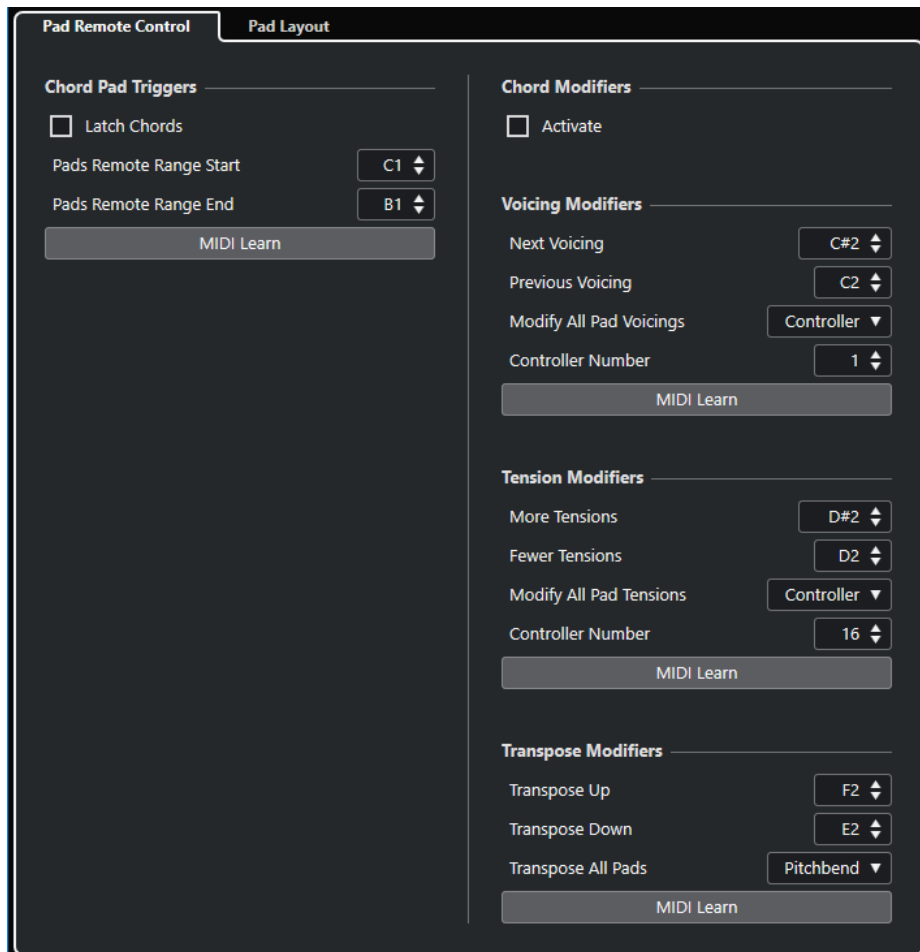 Pad Remote Control
Pad Layout
Chord Pad Triggers
Latch Chords
Pads Remote Range Start C1
Pads Remote Range End B1
MIDI Learn
Chord Modifiers
Activate
Voicing Modifiers
Next Voicing C#2
Previous Voicing C2
Modify All Pad Voicings Controller
Controller Number 1
MIDI Learn
Tension Modifiers
More Tensions D#2
Fewer Tensions D2
Modify All Pad Tensions Controller
Controller Number 16
MIDI Learn
Transpose Modifiers
Transpose Up F2
Transpose Down E2
Transpose All Pads Pitchbend
MIDI Learn